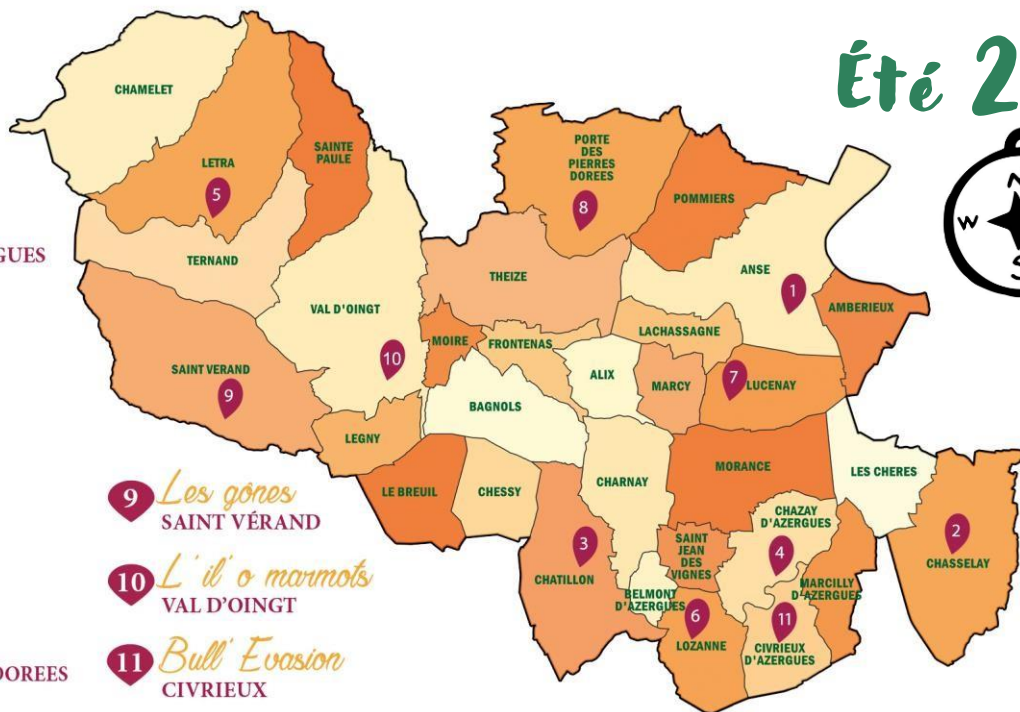 Été 2
N
W
S
CHAMELET
LETRA
5
SAINTE
PAULE
TERNAND
VAL D'OINGT
10
SAINT VERAND
9
LEGNY
PORTE
DES
PIERRES
DOREES
8
POMMIERS
THEIZE
ANSE
1
AMBERIEUX
MOIRE
FRONTENAS
LACHASSAGNE
ALIX
MARCY
7
LUCENAY
BAGNOLS
LE BREUIL
CHESSY
CHARNAY
MORANCE
LES CHERES
3
CHATILLON
SAINT
JEAN
DES
VIGNES
CHAZAY
D'AZERGUES
4
2
CHASSELAY
BELMONT
D'AZERGUES
MARCILLY
D'AZERGUES
6
LOZANNE
11
CIVRIEUX
D'AZERGUES
GUES
9 Les gônes
SAINT VÉRAND
10 L' il' o marmots
VAL D'OINGT
11 Bull' Evasion
CIVRIEUX
DOREES